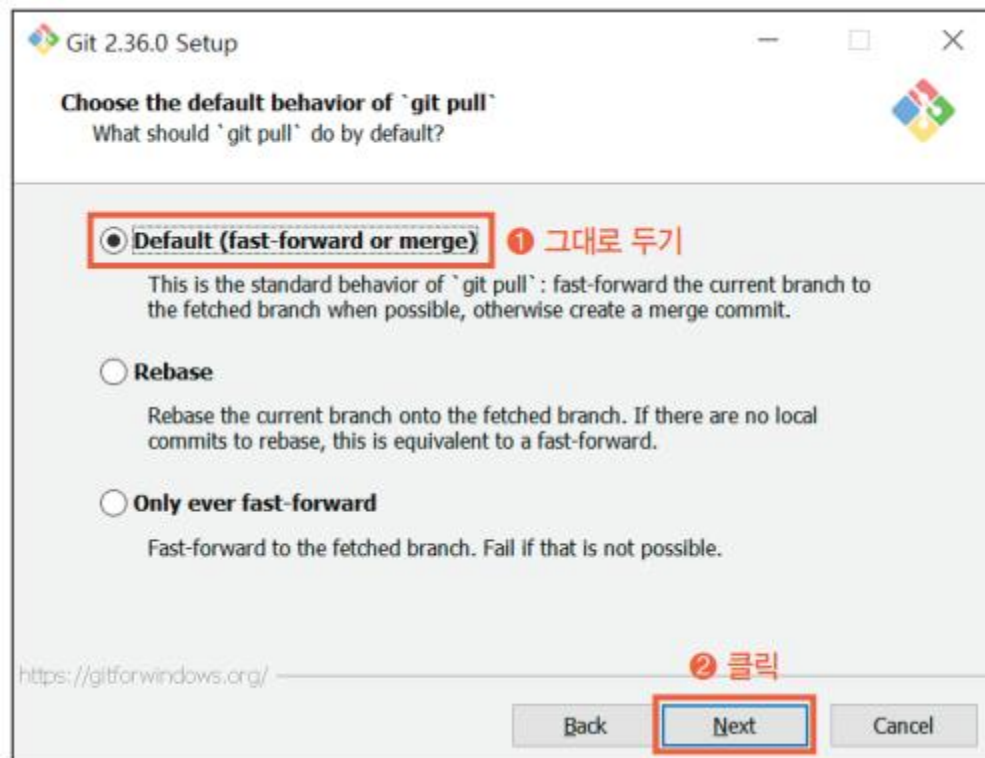 Git 2.36.0 Setup
Choose the default behavior of `git pull`
What should `git pull` do by default?
Default (fast-forward or merge)
❶ 그대로 두기
This is the standard behavior of `git pull`: fast-forward the current branch to
the fetched branch when possible, otherwise create a merge commit.
Rebase
Rebase the current branch onto the fetched branch. If there are no local
commits to rebase, this is equivalent to a fast-forward.
Only ever fast-forward
Fast-forward to the fetched branch. Fail if that is not possible.
https://gitforwindows.org/
❷ 클릭
Back
Next
Cancel